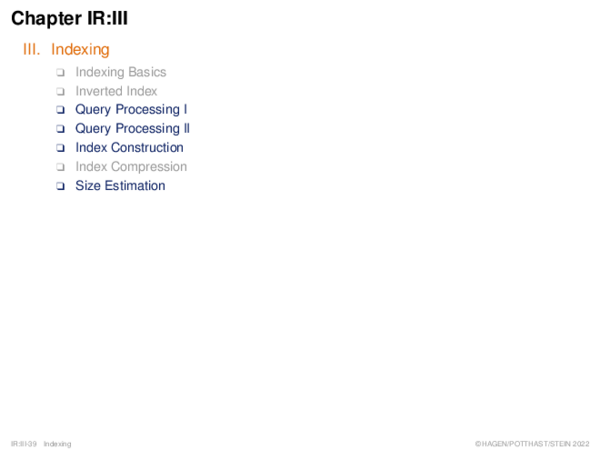 Chapter IR:III
III. Indexing
❑ Indexing Basics
❑ Inverted Index
❑ Query Processing I
❑ Query Processing II
❑ Index Construction
❑ Index Compression
❑ Size Estimation
IR:III-39 Indexing
©HAGEN/POTTHAST/STEIN 2022